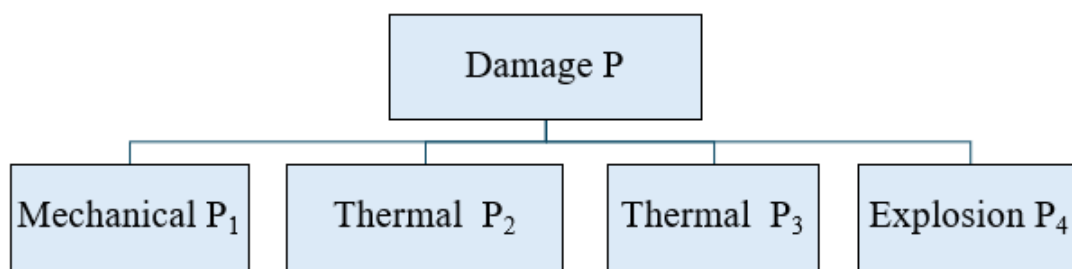 Damage P
Mechanical P₁
Thermal P₂
Thermal P₃
Explosion P₄